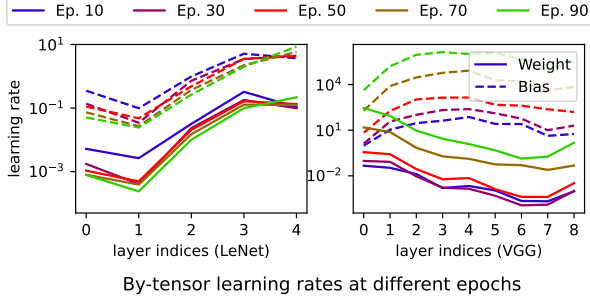 Ep. 10 Ep. 30 Ep. 50 Ep. 70 Ep. 90
learning rate
10^1
10^-1
10^-3
0 1 2 3 4
layer indices (LeNet)
Weight
Bias
10^4
10^1
10^-2
0 1 2 3 4 5 6 7 8
layer indices (VGG)
By-tensor learning rates at different epochs